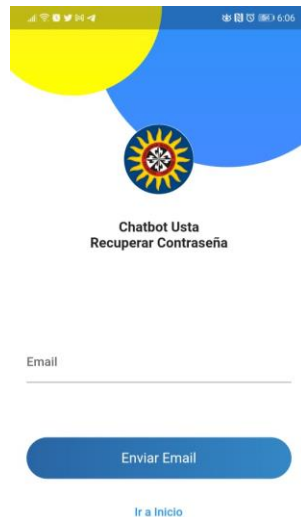 6:06
Chatbot Usta
Recuperar Contraseña
Email
Enviar Email
Ir a Inicio